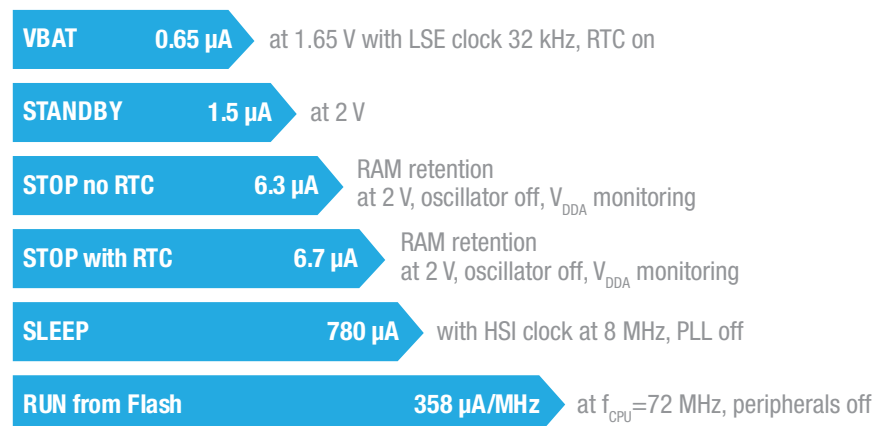 VBAT 0.65 µA at 1.65 V with LSE clock 32 kHz, RTC on
STANDBY 1.5 µA at 2 V
STOP no RTC 6.3 µA RAM retention
at 2 V, oscillator off, VDDA monitoring
STOP with RTC 6.7 µA RAM retention
at 2 V, oscillator off, VDDA monitoring
SLEEP 780 µA with HSI clock at 8 MHz, PLL off
RUN from Flash 358 µA/MHz at fCPU=72 MHz, peripherals off